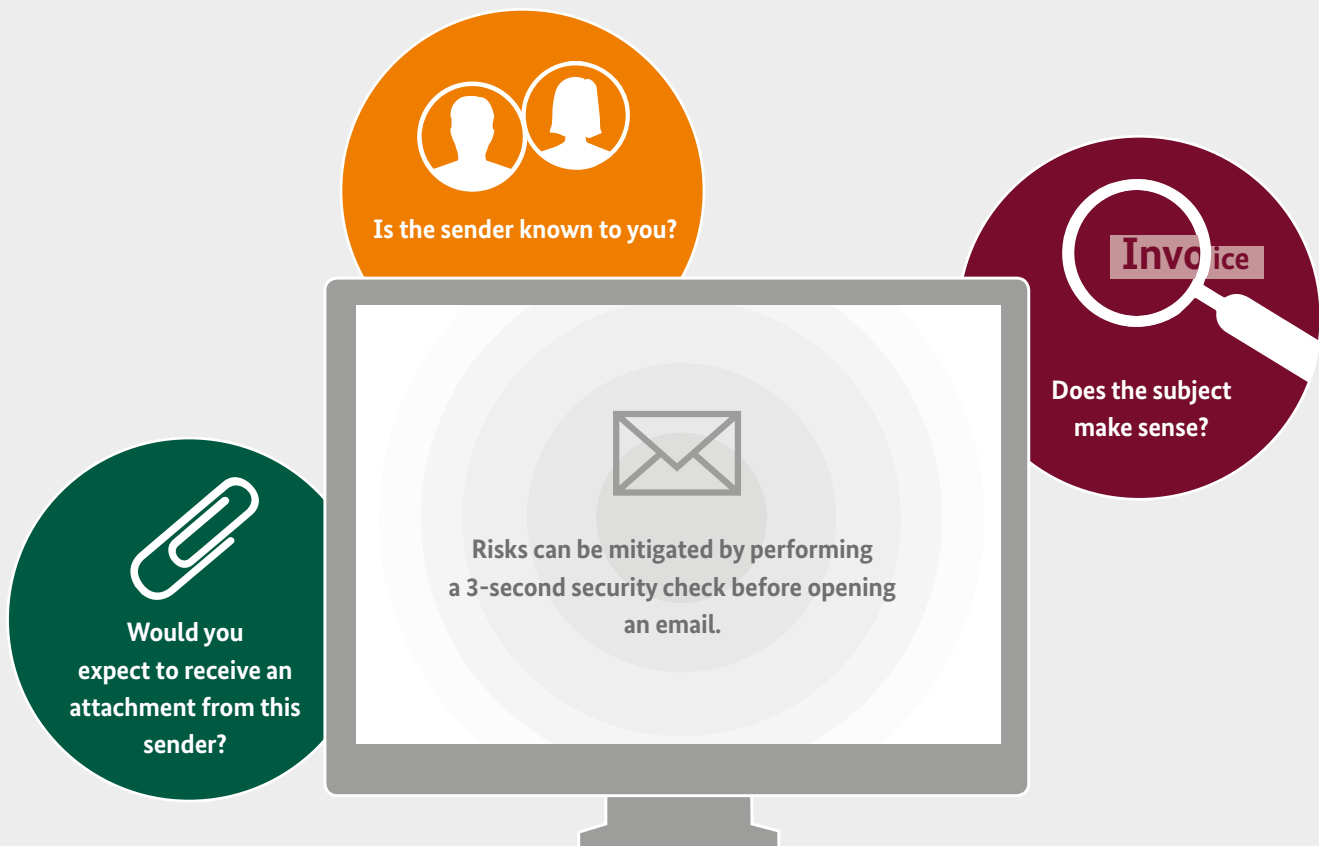 Is the sender known to you?
Invoice
Does the subject
make sense?
Risks can be mitigated by performing
a 3-second security check before opening
an email.
Would you
expect to receive an
attachment from this
sender?